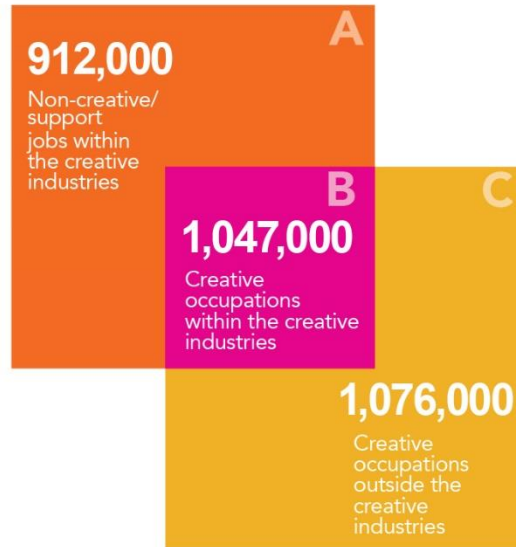 A
912,000
Non-creative/
support
jobs within
the creative
industries
B
C
1,047,000
Creative
occupations
within the creative
industries
1,076,000
Creative
occupations
outside the
creative
industries